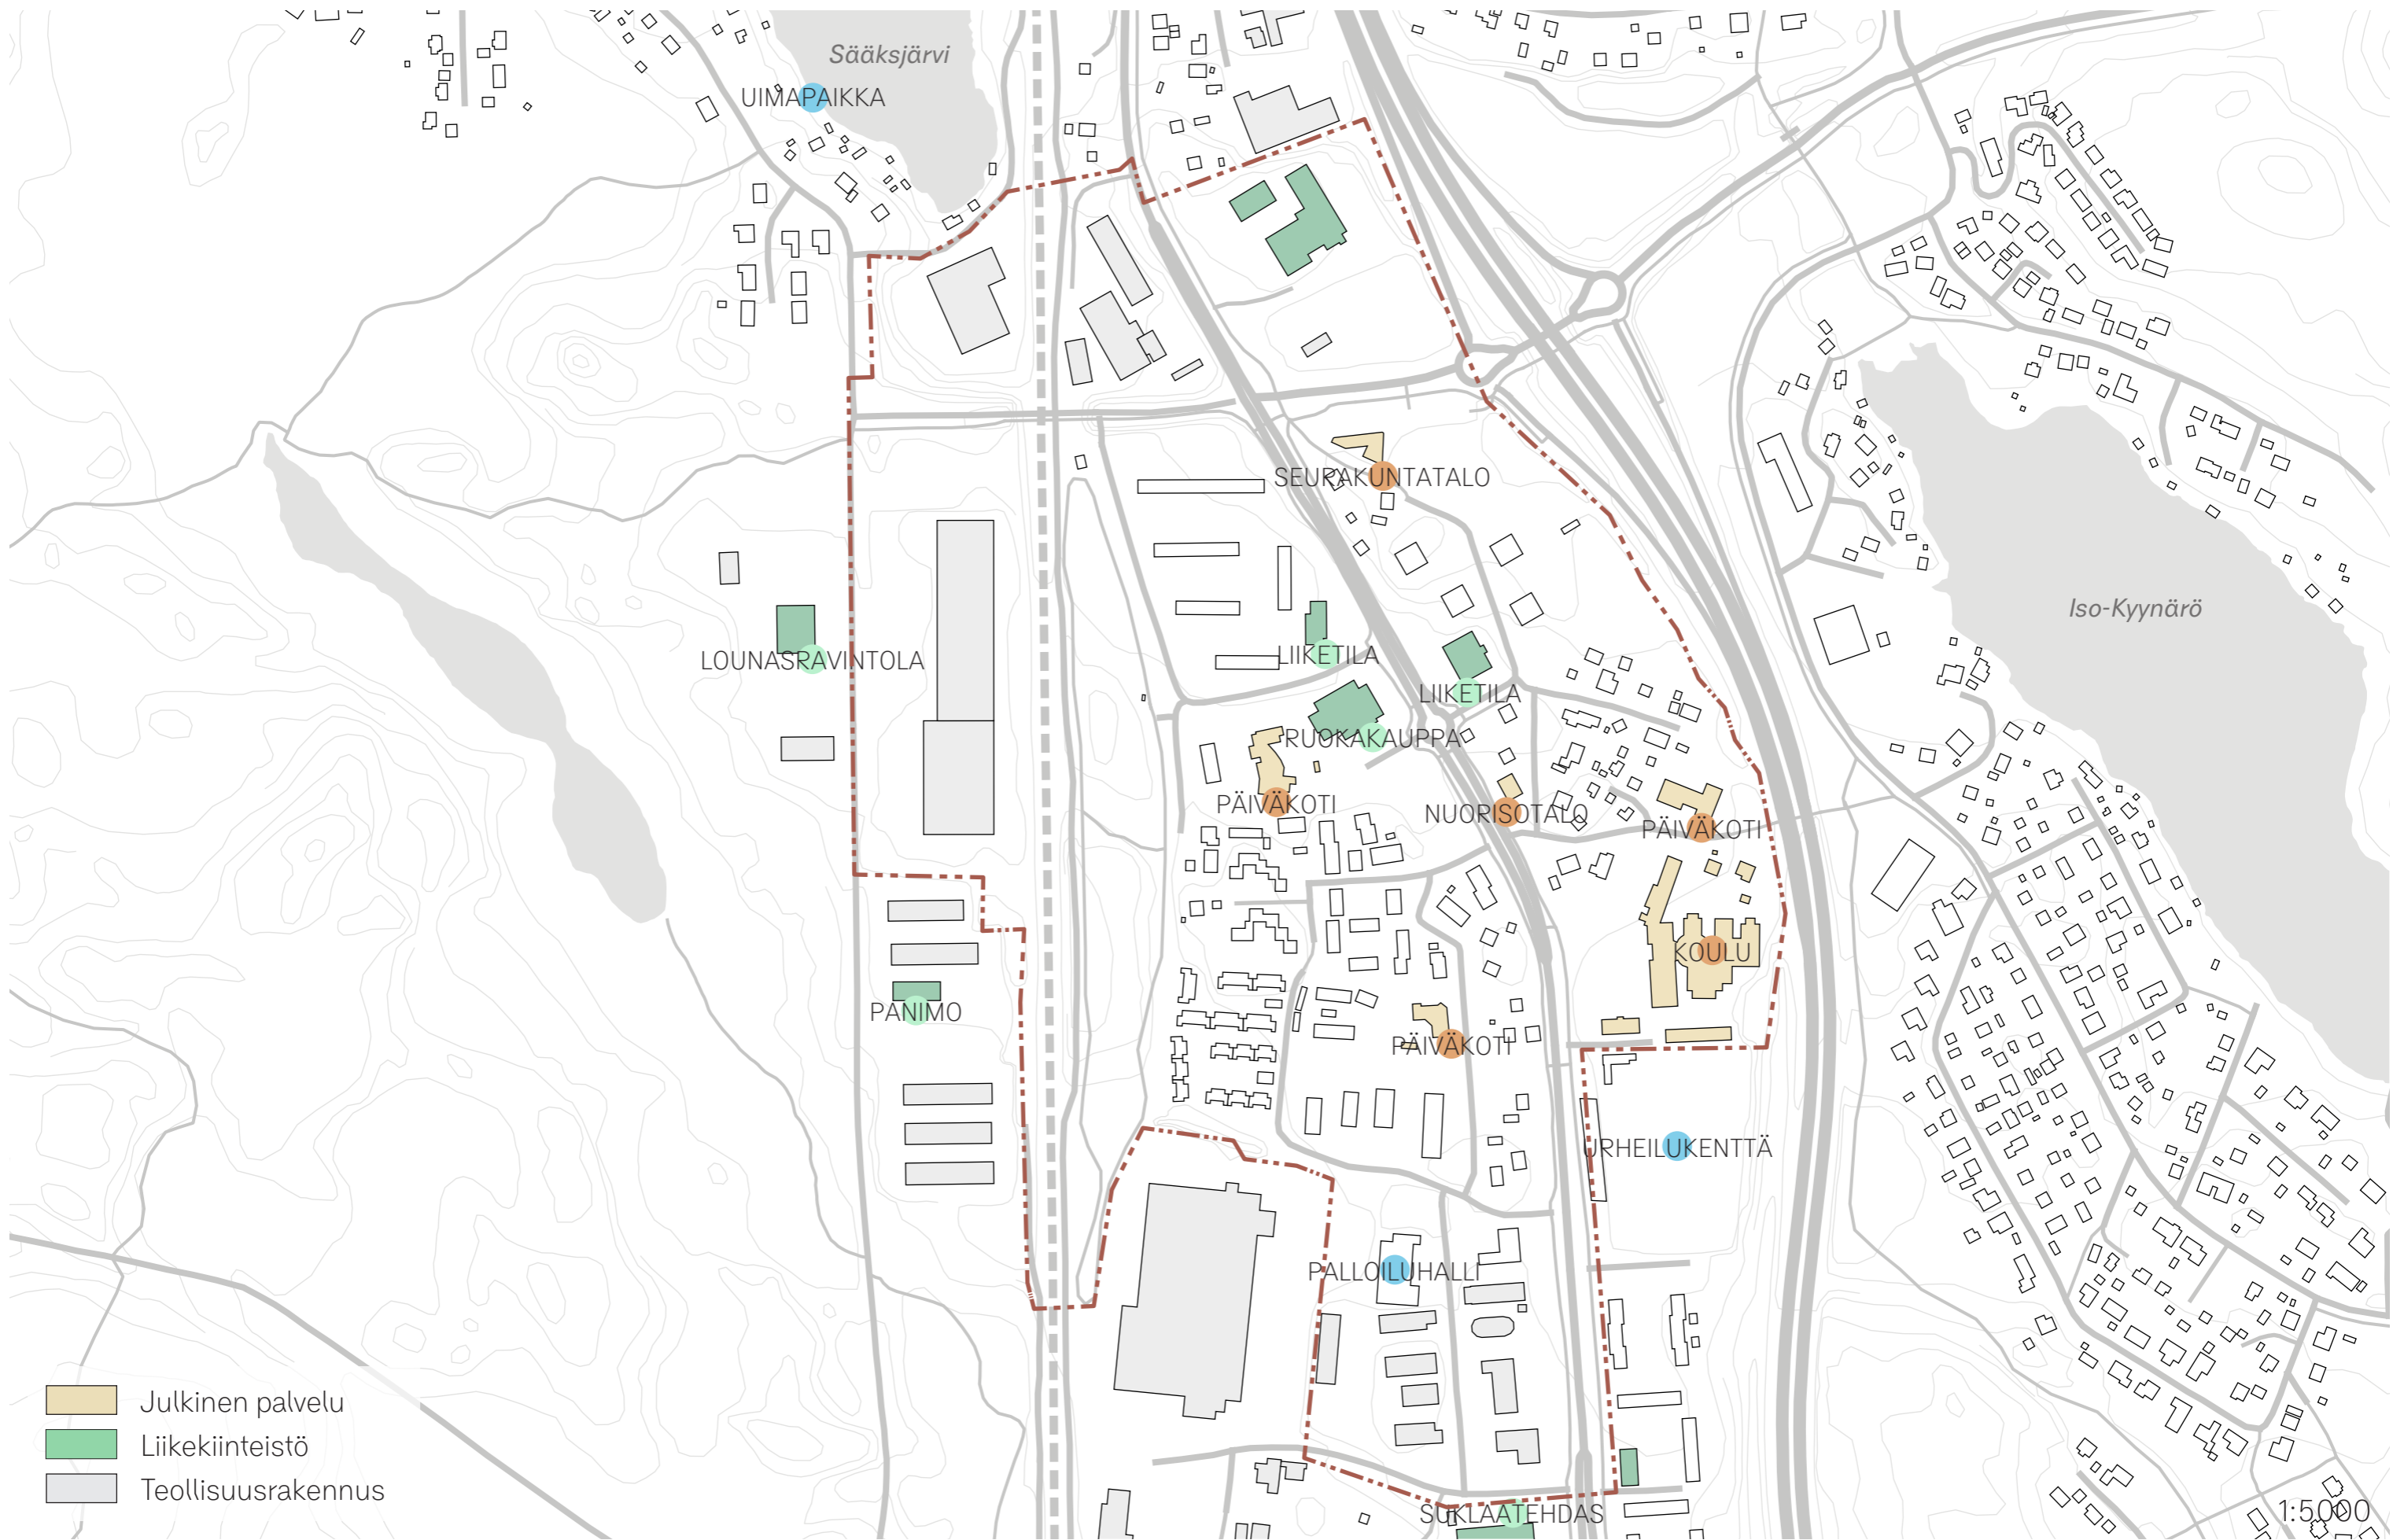 Sääksjärvi
UIMAPAIKKA
SEURAKUNTATALO
Iso-Kyynärö
LOUNASRAVINTOLA
LIIKETILA
LIIKETILA
RUOKAKAUPPA
PÄIVÄKOTI
NUORISOTALO
PÄIVÄKOTI
KOULU
PANIMO
PÄIVÄKOTI
URHEILUKENTTÄ
PALLOILUHALLI
Julkinen palvelu
Liikekiinteistö
Teollisuusrakennus
SUKLAATEHDAS
1:5000